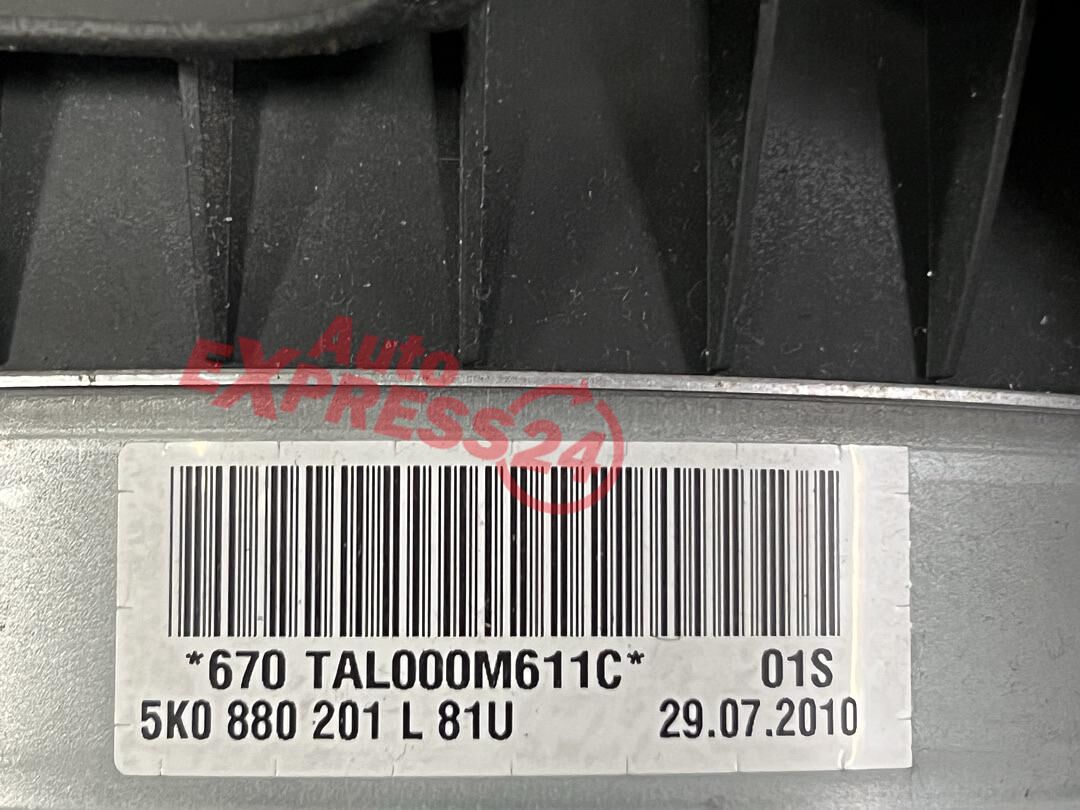 Auto
EXPRESS24
*670 TAL000M611C* 01S
5K0 880 201 L 81U 29.07.2010